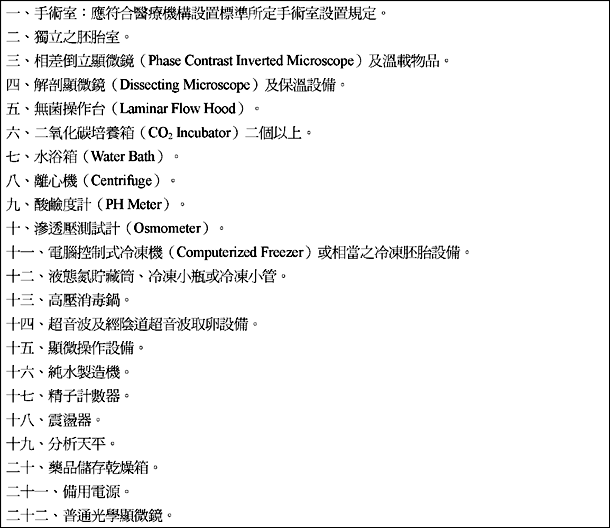 一、手術室：應符合醫療機構設置標準所定手術室設置規定。
二、獨立之胚胎室。
三、相差倒立顯微鏡（Phase Contrast Inverted Microscope）及溫載物品。
四、解剖顯微鏡（Dissecting Microscope）及保溫設備。
五、無菌操作台（Laminar Flow Hood）。
六、二氧化碳培養箱（CO₂ Incubator）二個以上。
七、水浴箱（Water Bath）。
八、離心機（Centrifuge）。
九、酸鹼度計（PH Meter）。
十、滲透壓測試計（Osmometer）。
十一、電腦控制式冷凍機（Computerized Freezer）或相當之冷凍胚胎設備。
十二、液態氮貯藏筒、冷凍小瓶或冷凍小管。
十三、高壓消毒鍋。
十四、超音波及經陰道超音波取卵設備。
十五、顯微操作設備。
十六、純水製造機。
十七、精子計數器。
十八、震盪器。
十九、分析天平。
二十、藥品儲存乾燥箱。
二十一、備用電源。
二十二、普通光學顯微鏡。